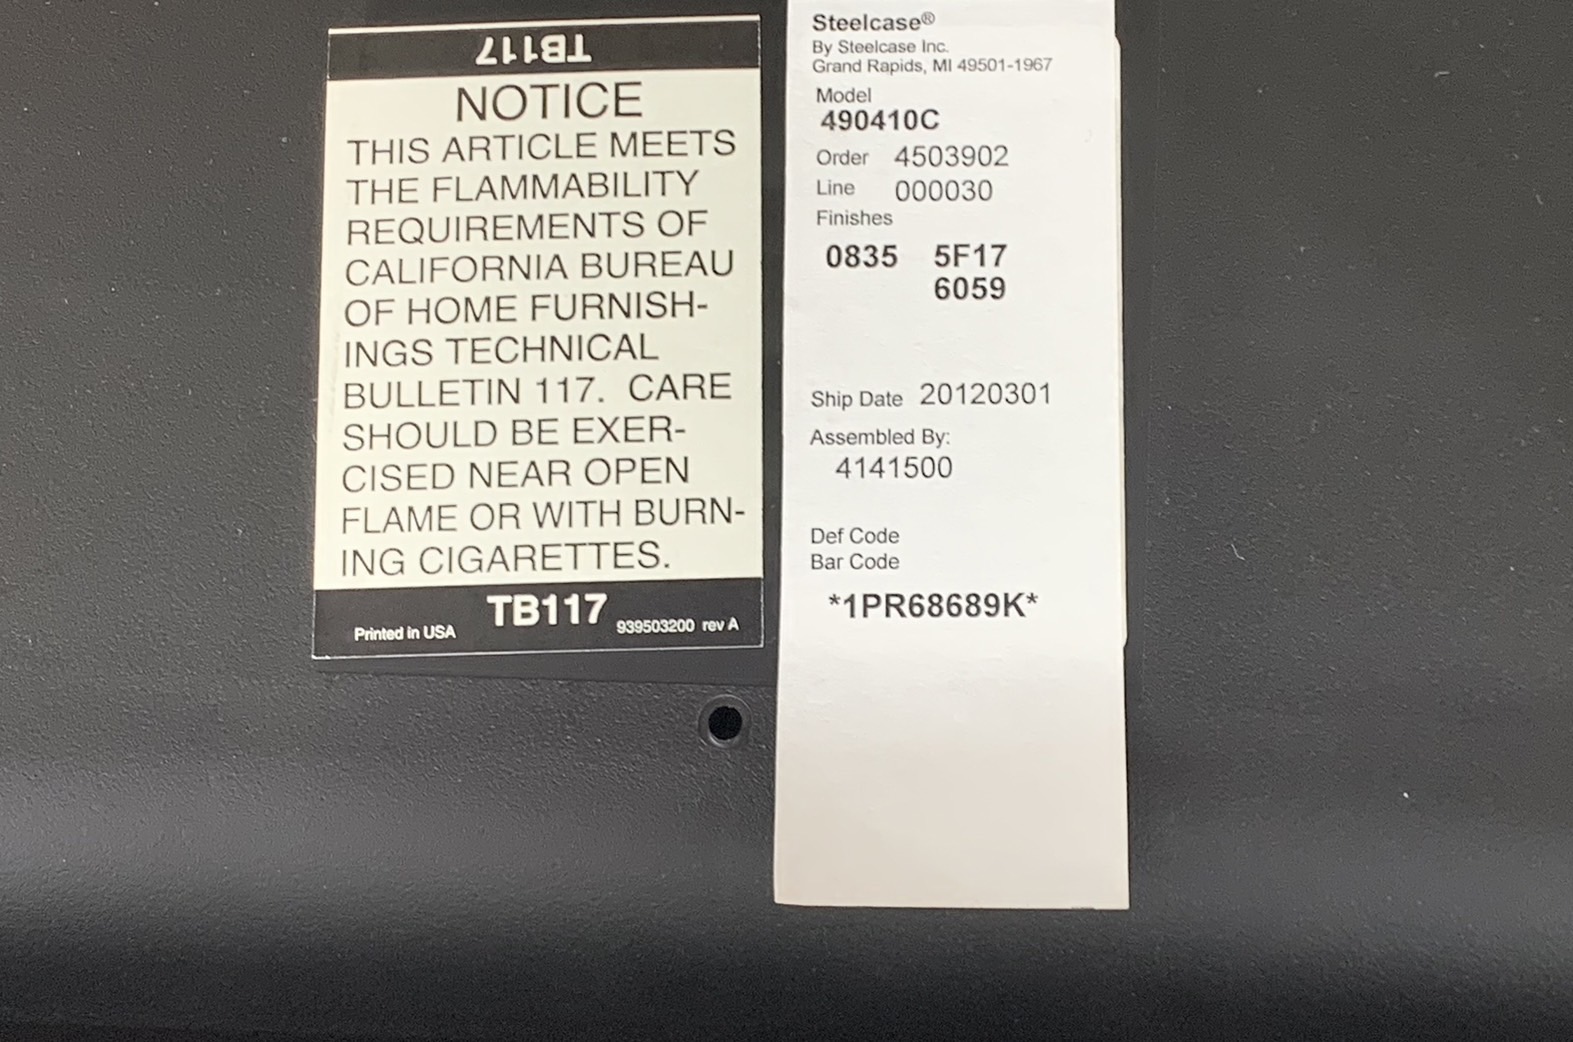 TB117
NOTICE
THIS ARTICLE MEETS
THE FLAMMABILITY
REQUIREMENTS OF
CALIFORNIA BUREAU
OF HOME FURNISH-
INGS TECHNICAL
BULLETIN 117. CARE
SHOULD BE EXER-
CISED NEAR OPEN
FLAME OR WITH BURN-
ING CIGARETTES.
TB117
Printed in USA
939503200 rev A
Steelcase®
By Steelcase Inc.
Grand Rapids, MI 49501-1967
Model
490410C
Order 4503902
Line 000030
Finishes
0835 5F17
6059
Ship Date 20120301
Assembled By:
4141500
Def Code
Bar Code
*1PR68689K*